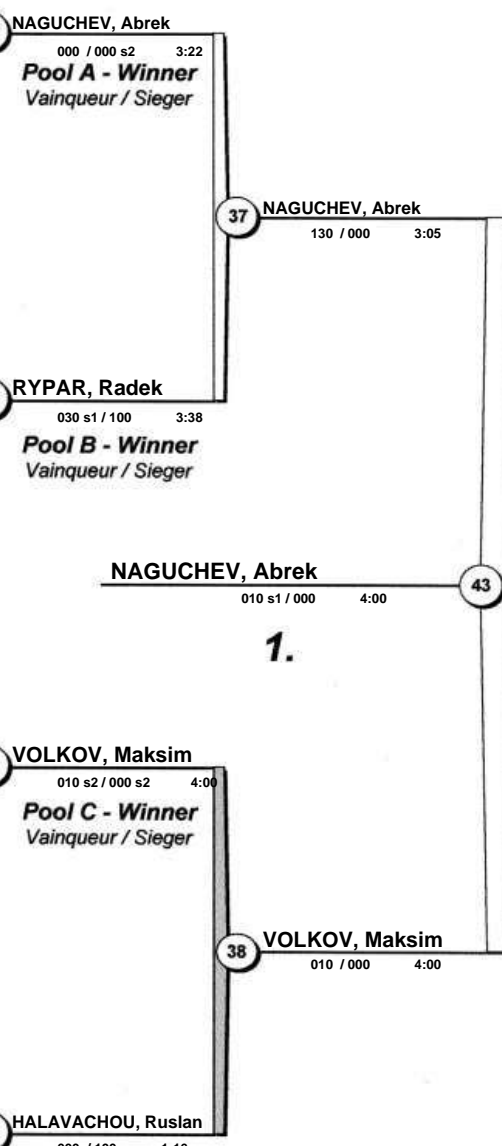 NAGUCHEV, Abrek
000 / 000 s2 3:22
Pool A - Winner
Vainqueur / Sieger
37
NAGUCHEV, Abrek
130 / 000 3:05
RYPAR, Radek
030 s1 / 100 3:38
Pool B - Winner
Vainqueur / Sieger
NAGUCHEV, Abrek
43
010 s1 / 000 4:00
1.
VOLKOV, Maksim
010 s2 / 000 s2 4:00
Pool C - Winner
Vainqueur / Sieger
38
VOLKOV, Maksim
010 / 000 4:00
HALAVACHOU, Ruslan